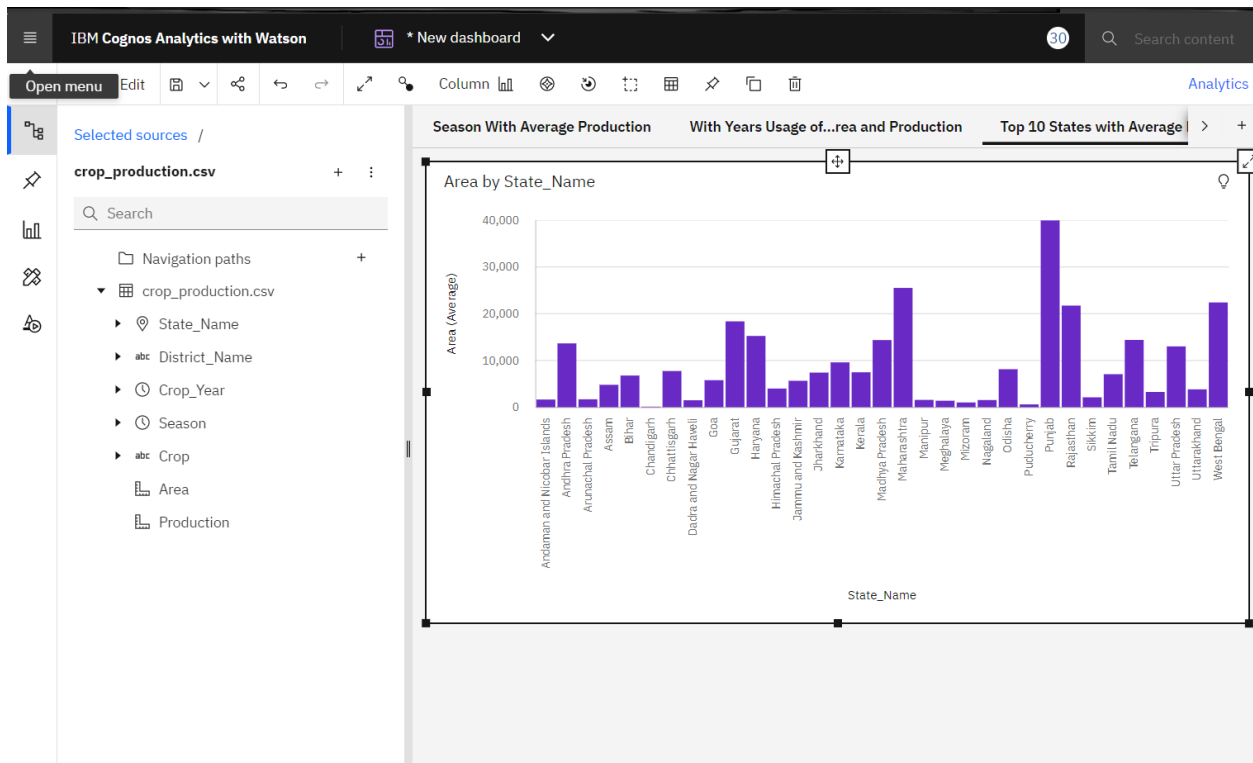 IBM Cognos Analytics with Watson
* New dashboard
30
Search content
Open menu
Edit
Column
Analytics
Selected sources /
Season With Average Production
With Years Usage of...rea and Production
Top 10 States with Average
crop_production.csv
Search
Navigation paths
crop_production.csv
State_Name
abc District_Name
Crop_Year
Season
abc Crop
Area
Production
Area by State_Name
40,000
30,000
20,000
10,000
0
Area (Average)
Andaman and Nicobar Islands
Andhra Pradesh
Arunachal Pradesh
Assam
Bihar
Chandigarh
Chhattisgarh
Dadra and Nagar Haveli
Goa
Gujarat
Haryana
Himachal Pradesh
Jammu and Kashmir
Jharkhand
Karnataka
Kerala
Madhya Pradesh
Maharashtra
Manipur
Meghalaya
Mizoram
Nagaland
Odisha
Puducherry
Punjab
Rajasthan
Sikkim
Tamil Nadu
Telangana
Tripura
Uttar Pradesh
Uttarakhand
West Bengal
State_Name